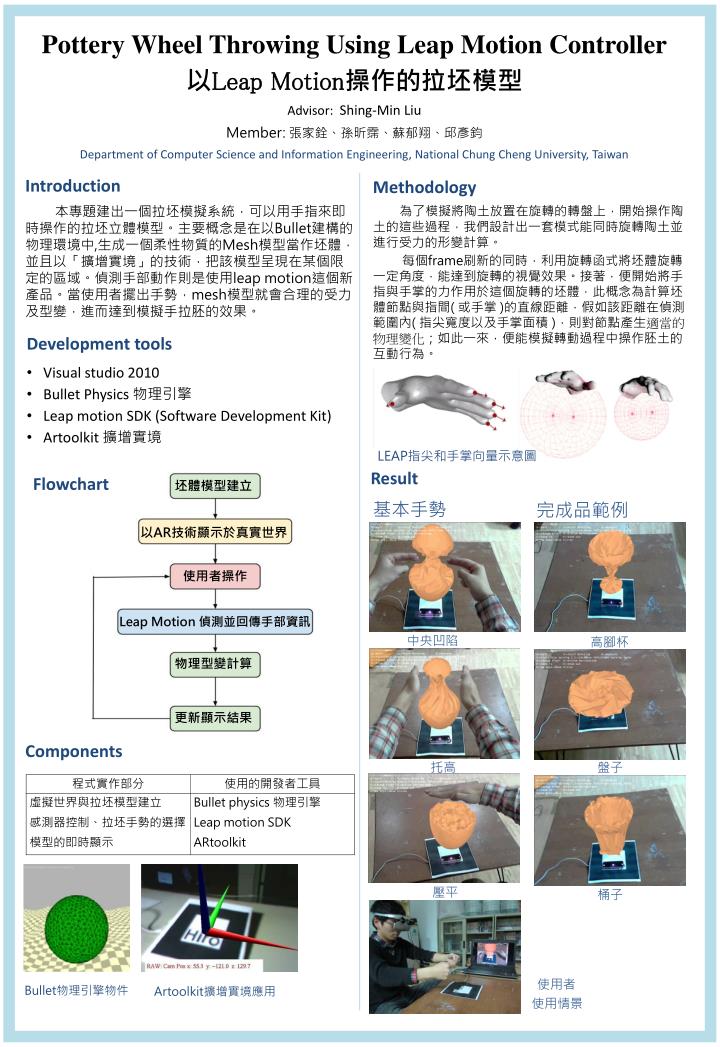 Pottery Wheel Throwing Using Leap Motion Controller
以Leap Motion操作的拉坯模型
Advisor: Shing-Min Liu
Member: 張家銓、孫昕霈、蘇郁翔、邱彥鈞
Department of Computer Science and Information Engineering, National Chung Cheng University, Taiwan
Introduction
本專題建出一個拉坯模擬系統，可以用手指來即
時操作的拉坯立體模型。主要概念是在以Bullet建構的
物理環境中,生成一個柔性物質的Mesh模型當作坯體，
並且以「擴增實境」的技術，把該模型呈現在某個限
定的區域。偵測手部動作則是使用leap motion這個新
產品。當使用者擺出手勢，mesh模型就會合理的受力
及型變，進而達到模擬手拉胚的效果。
Development tools
• Visual studio 2010
• Bullet Physics 物理引擎
• Leap motion SDK (Software Development Kit)
• Artoolkit 擴增實境
Flowchart
坯體模型建立
以AR技術顯示於真實世界
使用者操作
Leap Motion 偵測並回傳手部資訊
物理型變計算
更新顯示結果
Components
程式實作部分 使用的開發者工具
虛擬世界與拉坯模型建立 Bullet physics 物理引擎
感測器控制、拉坯手勢的選擇 Leap motion SDK
模型的即時顯示 ARtoolkit
Hiro
RAW: Cam Pos x: 55.3 y: -121.0 z: 129.7
Bullet物理引擎物件
Artoolkit擴增實境應用
Methodology
為了模擬將陶土放置在旋轉的轉盤上，開始操作陶
土的這些過程，我們設計出一套模式能同時旋轉陶土並
進行受力的形變計算。
每個frame刷新的同時，利用旋轉函式將坯體旋轉
一定角度，能達到旋轉的視覺效果。接著，便開始將手
指與手掌的力作用於這個旋轉的坯體，此概念為計算坯
體節點與指間( 或手掌 )的直線距離，假如該距離在偵測
範圍內( 指尖寬度以及手掌面積 )，則對節點產生適當的
物理變化；如此一來，便能模擬轉動過程中操作胚土的
互動行為。
LEAP指尖和手掌向量示意圖
Result
基本手勢 完成品範例
中央凹陷 高腳杯
托高 盤子
壓平 桶子
使用者
使用情景